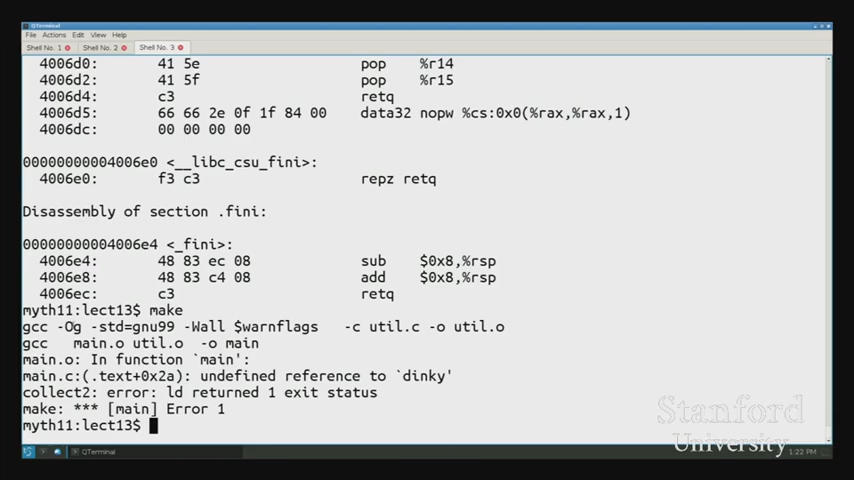 QTerminal
File Actions Edit View Help
Shell No. 1 Shell No. 2 Shell No. 3
4006d0: 41 5e pop %r14
4006d2: 41 5f pop %r15
4006d4: c3 retq
4006d5: 66 66 2e 0f 1f 84 00 data32 nopw %cs:0x0(%rax,%rax,1)
4006dc: 00 00 00 00
00000000004006e0 <__libc_csu_fini>:
4006e0: f3 c3 repz retq
Disassembly of section .fini:
00000000004006e4 <_fini>:
4006e4: 48 83 ec 08 sub $0x8,%rsp
4006e8: 48 83 c4 08 add $0x8,%rsp
4006ec: c3 retq
myth11:lect13$ make
gcc -Og -std=gnu99 -Wall $warnflags -c util.c -o util.o
gcc main.o util.o -o main
main.o: In function `main':
main.c:(.text+0x2a): undefined reference to `dinky'
collect2: error: ld returned 1 exit status
make: *** [main] Error 1
myth11:lect13$
Stanford
University
QTerminal
1:22 PM